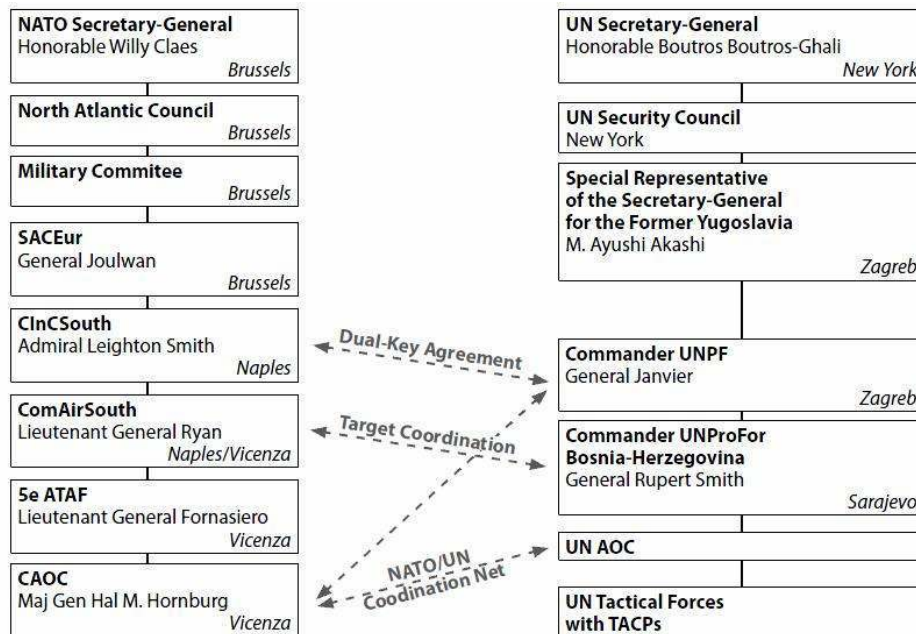 NATO Secretary-General
Honorable Willy Claes
Brussels
North Atlantic Council
Brussels
Military Commitee
Brussels
SACEur
General Joulwan
Brussels
CInCSouth
Admiral Leighton Smith
Naples
ComAirSouth
Lieutenant General Ryan
Naples/Vicenza
5e ATAF
Lieutenant General Fornasiero
Vicenza
CAOC
Maj Gen Hal M. Hornburg
Vicenza
Dual-Key Agreement
Target Coordination
NATO/UN
Coodination Net
UN Secretary-General
Honorable Boutros Boutros-Ghali
New York
UN Security Council
New York
Special Representative
of the Secretary-General
for the Former Yugoslavia
M. Ayushi Akashi
Zagreb
Commander UNPF
General Janvier
Zagreb
Commander UNProFor
Bosnia-Herzegovina
General Rupert Smith
Sarajevo
UN AOC
UN Tactical Forces
with TACPs